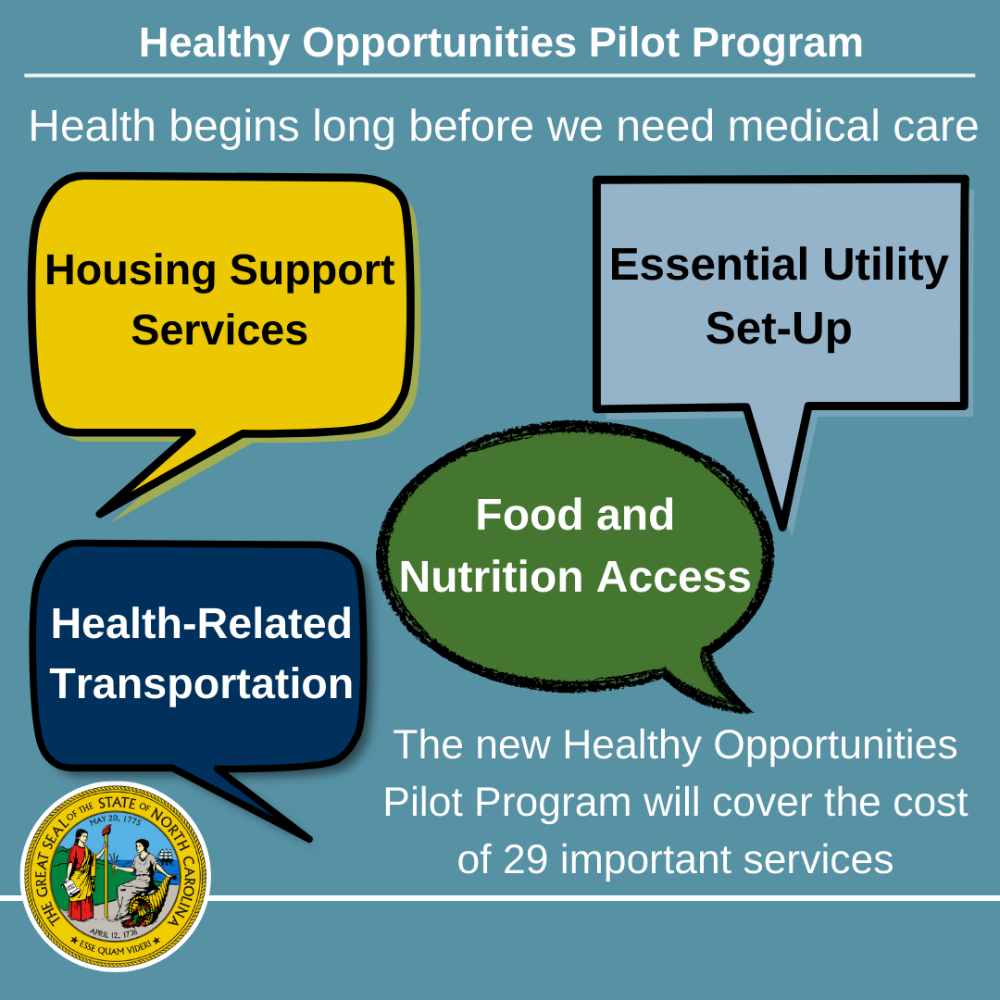 Healthy Opportunities Pilot Program
Health begins long before we need medical care
Housing Support
Services
Essential Utility
Set-Up
Food and
Nutrition Access
Health-Related
Transportation
The new Healthy Opportunities
Pilot Program will cover the cost
of 29 important services
THE GREAT SEAL OF THE STATE OF NORTH CAROLINA
MAY 20, 1775
APRIL 12, 1776
★ ESSE QUAM VIDERI ★